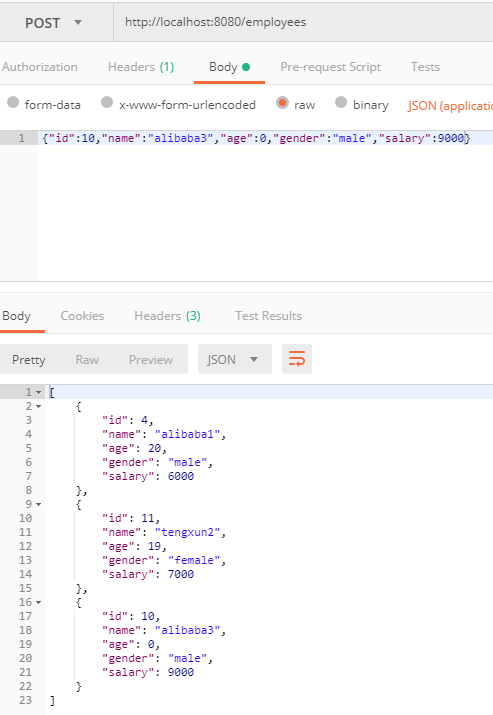 POST http://localhost:8080/employees
Authorization Headers (1) Body Pre-request Script Tests
form-data x-www-form-urlencoded raw binary JSON (applicatio
1 {"id":10,"name":"alibaba3","age":0,"gender":"male","salary":9000}
Body Cookies Headers (3) Test Results
Pretty Raw Preview JSON
1 [
2 {
3 "id": 4,
4 "name": "alibaba1",
5 "age": 20,
6 "gender": "male",
7 "salary": 6000
8 },
9 {
10 "id": 11,
11 "name": "tengxun2",
12 "age": 19,
13 "gender": "female",
14 "salary": 7000
15 },
16 {
17 "id": 10,
18 "name": "alibaba3",
19 "age": 0,
20 "gender": "male",
21 "salary": 9000
22 }
23 ]